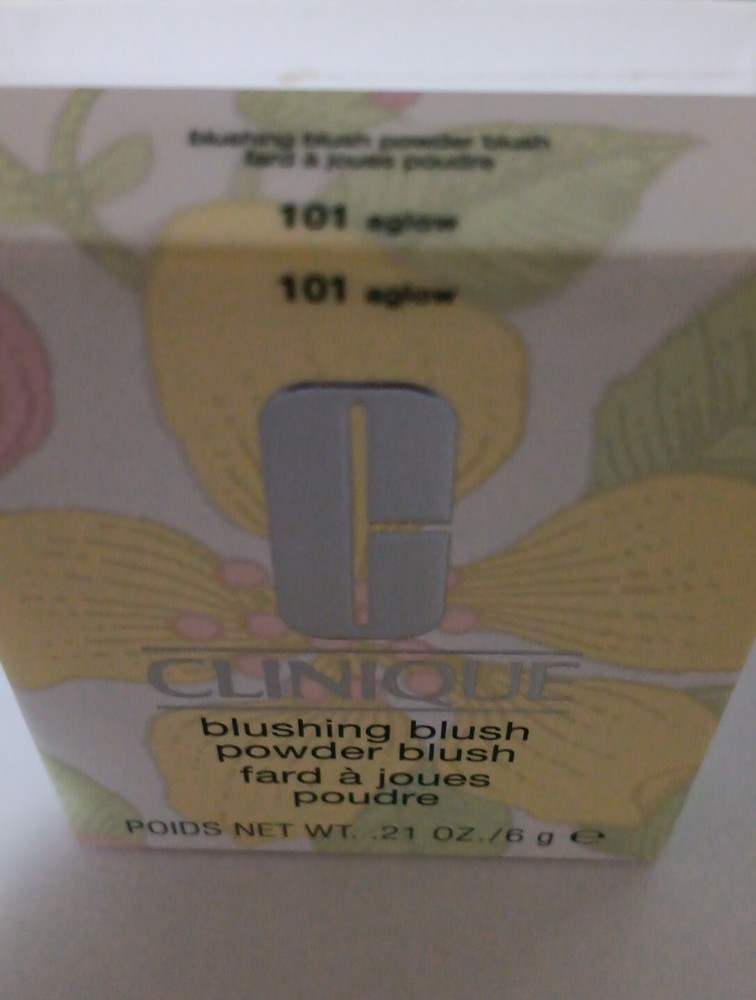 blushing blush powder blush
fard à joues poudre
101 aglow
101 aglow
C
CLINIQUE
blushing blush
powder blush
fard à joues
poudre
POIDS NET WT. .21 OZ./6 g ℮